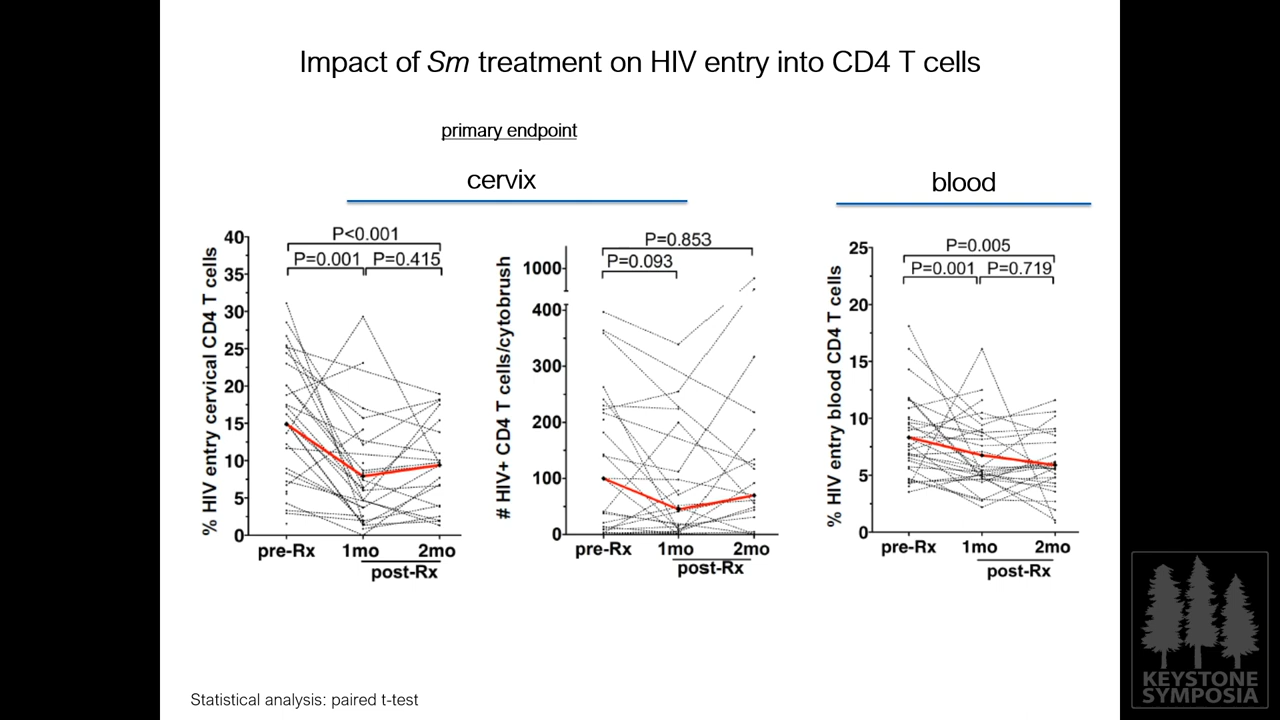 Impact of Sm treatment on HIV entry into CD4 T cells
primary endpoint
cervix
blood
% HIV entry cervical CD4 T cells
40
35
30
25
20
15
10
5
0
P<0.001
P=0.001
P=0.415
pre-Rx
1mo
2mo
post-Rx
# HIV+ CD4 T cells/cytobrush
1000
400
300
200
100
0
P=0.853
P=0.093
pre-Rx
1mo
2mo
post-Rx
% HIV entry blood CD4 T cells
25
20
15
10
5
0
P=0.005
P=0.001
P=0.719
pre-Rx
1mo
2mo
post-Rx
Statistical analysis: paired t-test
KEYSTONE
SYMPOSIA